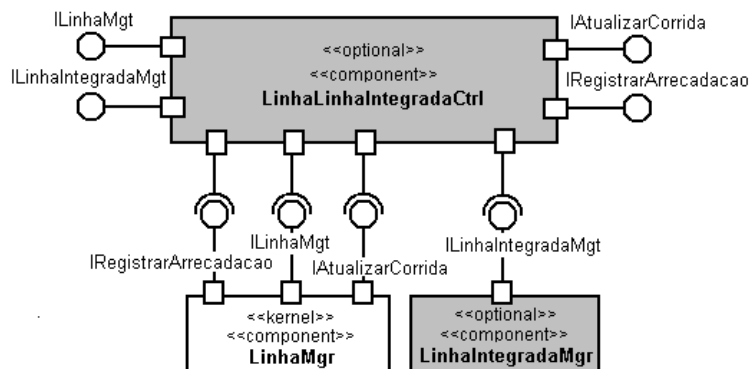 ILinhaMgt
IAtualizarCorrida
<<optional>>
<<component>>
LinhaLinhaIntegradaCtrl
ILinhaIntegradaMgt
IRegistrarArrecadacao
ILinhaMgt
ILinhaIntegradaMgt
IRegistrarArrecadacao
IAtualizarCorrida
<<kernel>>
<<component>>
LinhaMgr
<<optional>>
<<component>>
LinhaIntegradaMgr